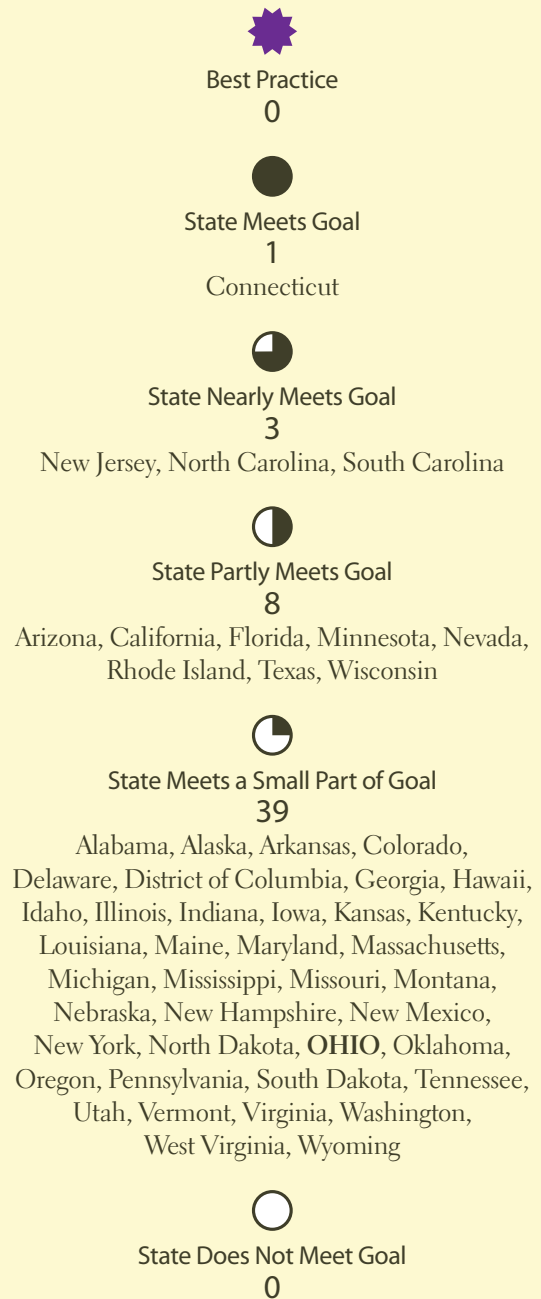 Best Practice
0
State Meets Goal
1
Connecticut
State Nearly Meets Goal
3
New Jersey, North Carolina, South Carolina
State Partly Meets Goal
8
Arizona, California, Florida, Minnesota, Nevada,
Rhode Island, Texas, Wisconsin
State Meets a Small Part of Goal
39
Alabama, Alaska, Arkansas, Colorado,
Delaware, District of Columbia, Georgia, Hawaii,
Idaho, Illinois, Indiana, Iowa, Kansas, Kentucky,
Louisiana, Maine, Maryland, Massachusetts,
Michigan, Mississippi, Missouri, Montana,
Nebraska, New Hampshire, New Mexico,
New York, North Dakota, OHIO, Oklahoma,
Oregon, Pennsylvania, South Dakota, Tennessee,
Utah, Vermont, Virginia, Washington,
West Virginia, Wyoming
State Does Not Meet Goal
0